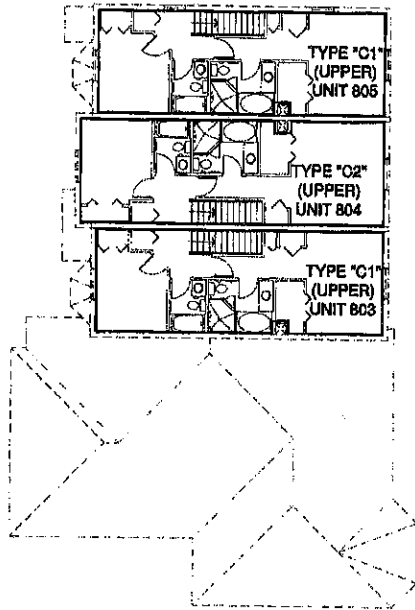 TYPE "C1"
(UPPER)
UNIT 805
TYPE "C2"
(UPPER)
UNIT 804
TYPE "C1"
(UPPER)
UNIT 803